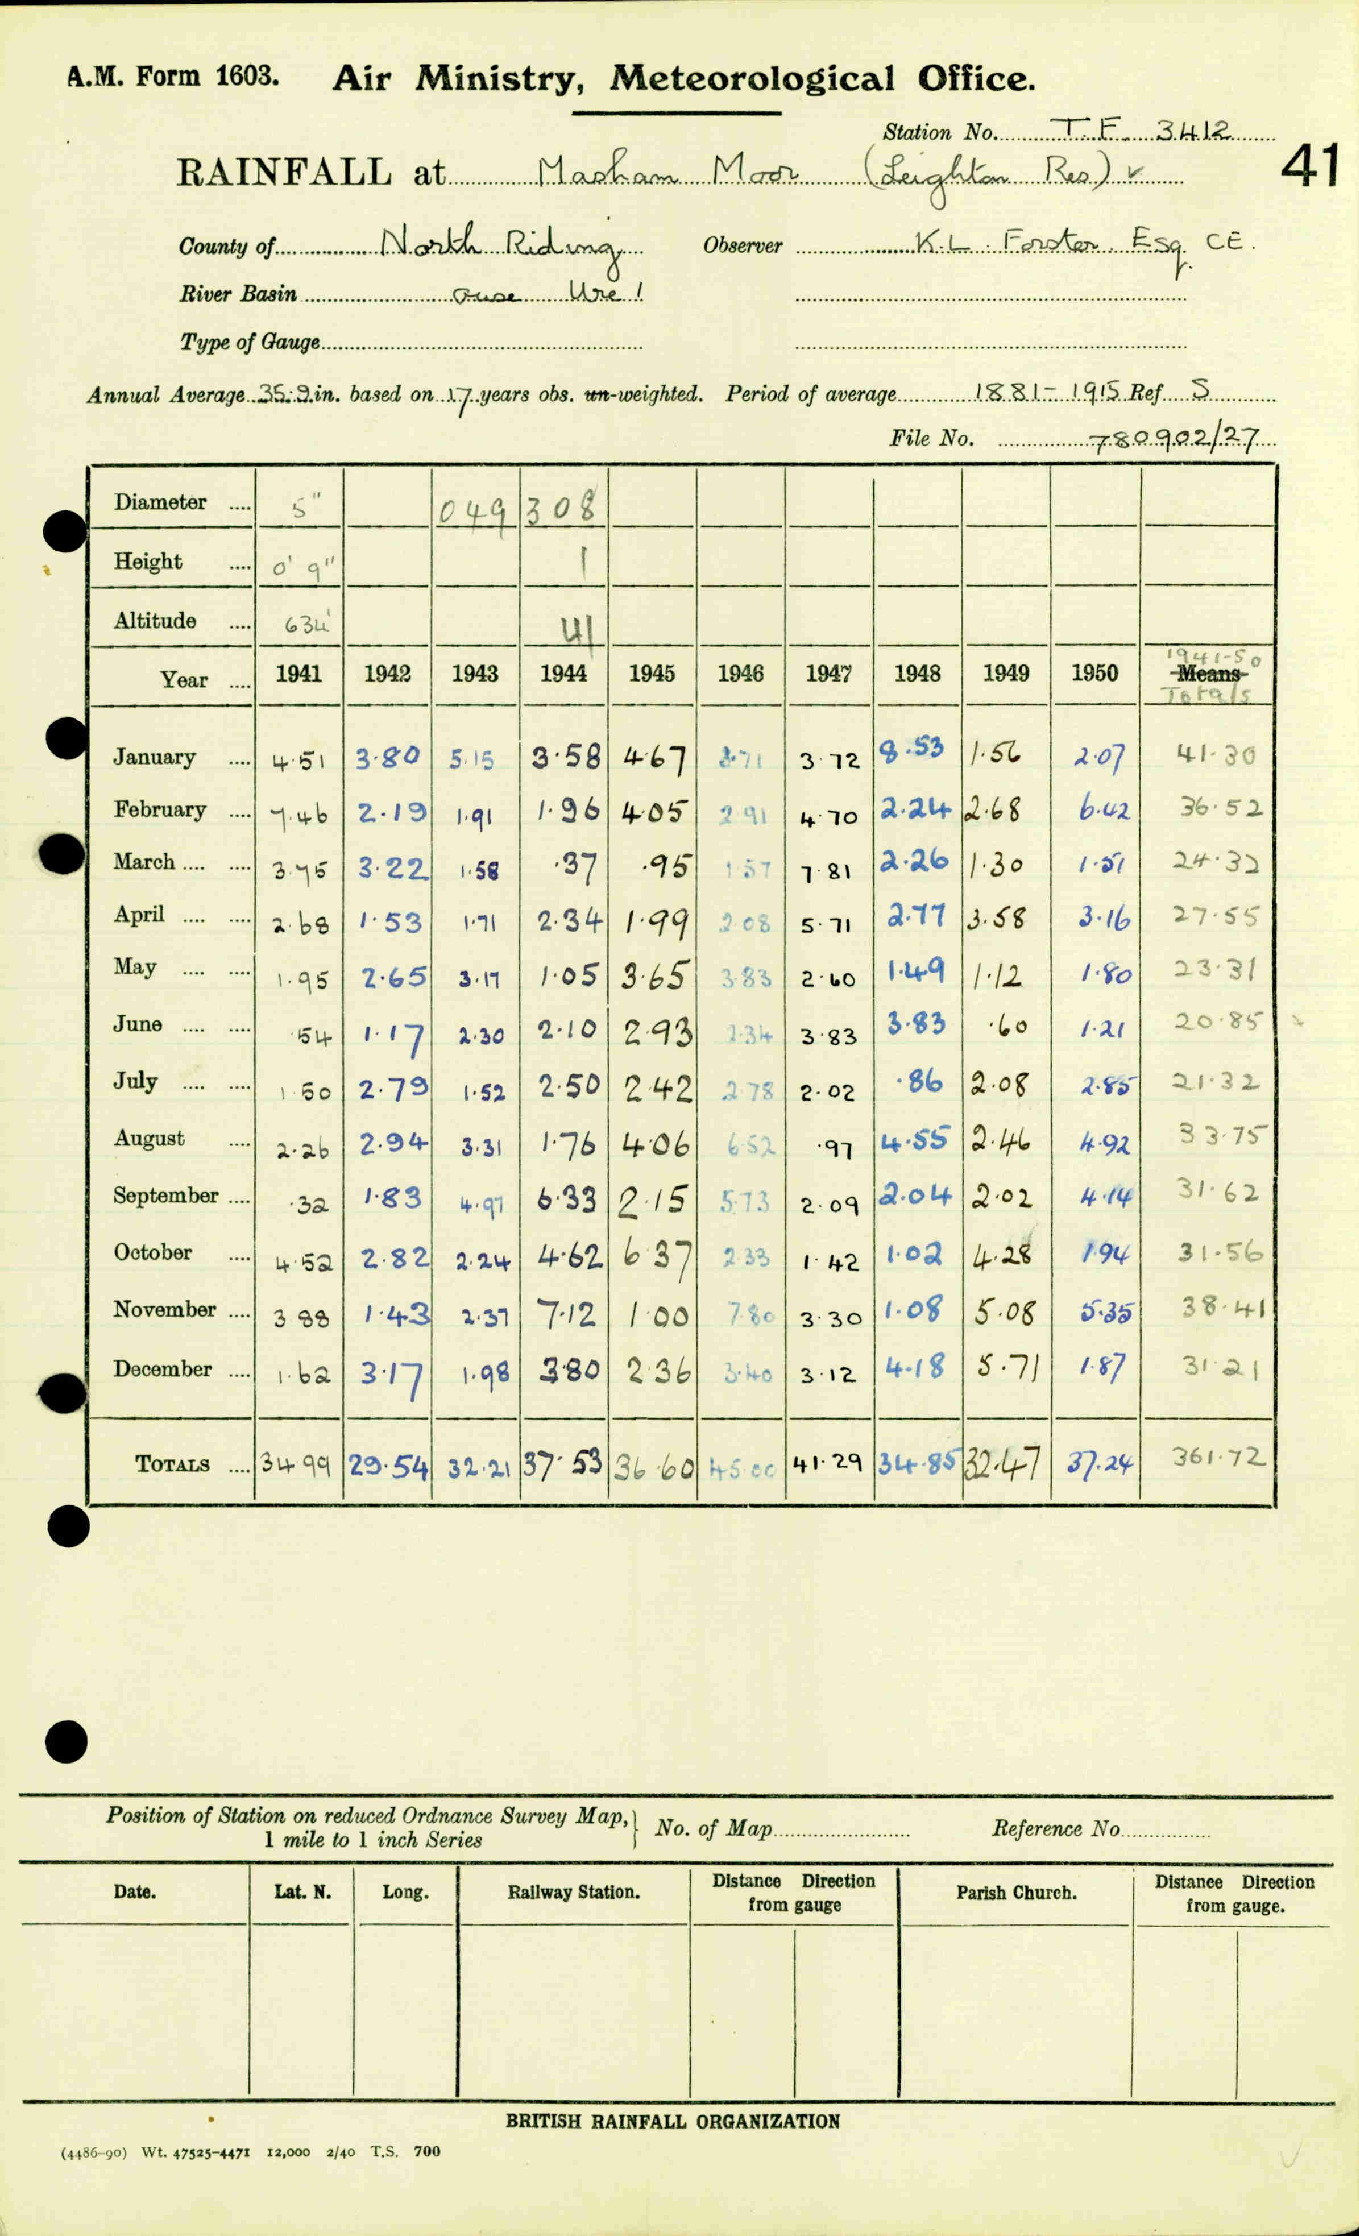 A.M. Form 1603. Air Ministry, Meteorological Office.
Station No. T.F. 3412
41
RAINFALL at Masham Moor (Leighton Res) ✓
County of North Riding Observer K.L. Forster Esq. CE.
River Basin Ouse Ure 1
Type of Gauge
Annual Average 35.9 in. based on 17 years obs. un-weighted. Period of average 1881-1915 Ref. S
File No. 780902/27
Diameter .... 5" 049 308
Height .... 0' 9" 1
Altitude .... 634' 41
Year .... 1941 1942 1943 1944 1945 1946 1947 1948 1949 1950 1941-50 Means Totals
January .... 4.51 3.80 5.15 3.58 4.67 3.71 3.72 8.53 1.56 2.07 41.30
February .... 7.46 2.19 1.91 1.96 4.05 2.91 4.70 2.24 2.68 6.42 36.52
March .... .... 3.75 3.22 1.58 .37 .95 1.57 7.81 2.26 1.30 1.51 24.32
April .... .... 2.68 1.53 1.71 2.34 1.99 2.08 5.71 2.77 3.58 3.16 27.55
May .... .... 1.95 2.65 3.17 1.05 3.65 3.83 2.60 1.49 1.12 1.80 23.31
June .... .... .54 1.17 2.30 2.10 2.93 2.34 3.83 3.83 .60 1.21 20.85
July .... .... 1.50 2.79 1.52 2.50 2.42 2.78 2.02 .86 2.08 2.85 21.32
August .... 2.26 2.94 3.31 1.76 4.06 6.52 .97 4.55 2.46 4.92 33.75
September .... .32 1.83 4.97 6.33 2.15 5.73 2.09 2.04 2.02 4.14 31.62
October .... 4.52 2.82 2.24 4.62 6.37 2.33 1.42 1.02 4.28 1.94 31.56
November .... 3.88 1.43 2.37 7.12 1.00 7.80 3.30 1.08 5.08 5.35 38.41
December .... 1.62 3.17 1.98 3.80 2.36 3.40 3.12 4.18 5.71 1.87 31.21
TOTALS .... 34.99 29.54 32.21 37.53 36.60 45.00 41.29 34.85 32.47 37.24 361.72
Position of Station on reduced Ordnance Survey Map, } No. of Map Reference No.
1 mile to 1 inch Series
Date. Lat. N. Long. Railway Station. Distance Direction from gauge Parish Church. Distance Direction from gauge.
BRITISH RAINFALL ORGANIZATION
(4486-90) Wt. 47525-4471 12,000 2/40 T.S. 700